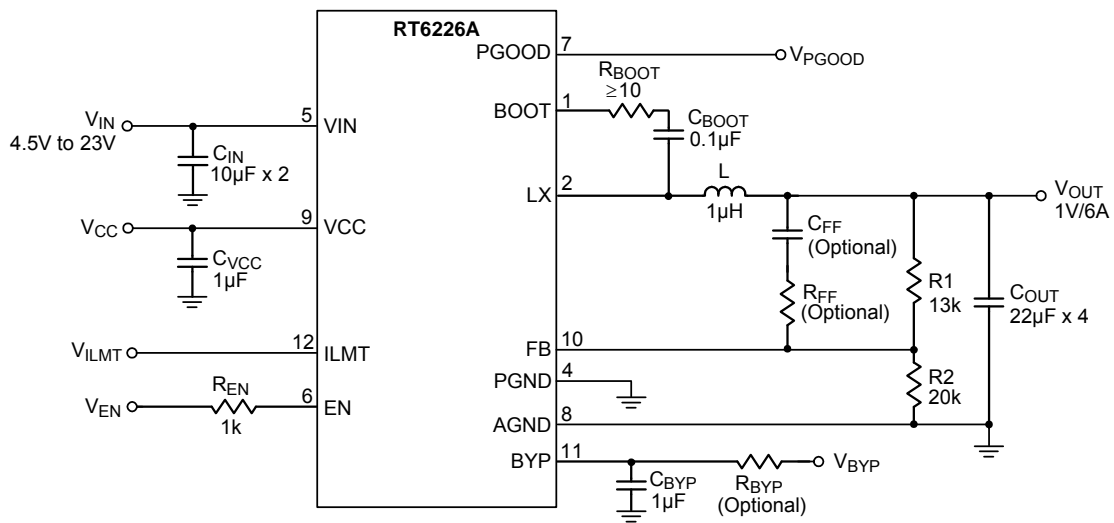 RT6226A
PGOOD
7
VPGOOD
RBOOT
≥10
BOOT
1
CBOOT
0.1µF
VIN
4.5V to 23V
5
VIN
CIN
10µF x 2
LX
2
L
1µH
VOUT
1V/6A
VCC
9
VCC
CVCC
1µF
CFF
(Optional)
RFF
(Optional)
R1
13k
COUT
22µF x 4
VILMT
12
ILMT
FB
10
PGND
4
R2
20k
VEN
REN
1k
6
EN
AGND
8
BYP
11
CBYP
1µF
RBYP
(Optional)
VBYP